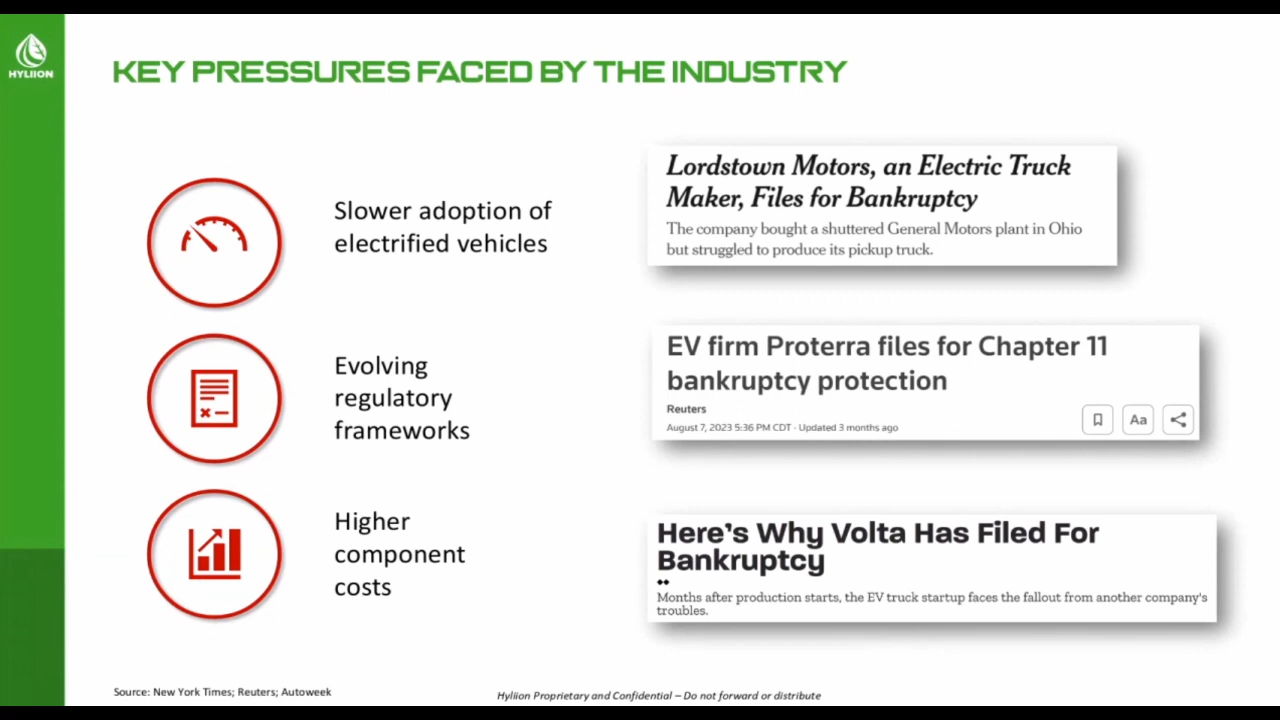 HYLIION
KEY PRESSURES FACED BY THE INDUSTRY
Slower adoption of
electrified vehicles
Evolving
regulatory
frameworks
Higher
component
costs
Lordstown Motors, an Electric Truck
Maker, Files for Bankruptcy
The company bought a shuttered General Motors plant in Ohio
but struggled to produce its pickup truck.
EV firm Proterra files for Chapter 11
bankruptcy protection
Reuters
August 7, 2023 5:36 PM CDT · Updated 3 months ago
Aa
Here's Why Volta Has Filed For
Bankruptcy
Months after production starts, the EV truck startup faces the fallout from another company's
troubles.
Source: New York Times; Reuters; Autoweek
Hyliion Proprietary and Confidential – Do not forward or distribute